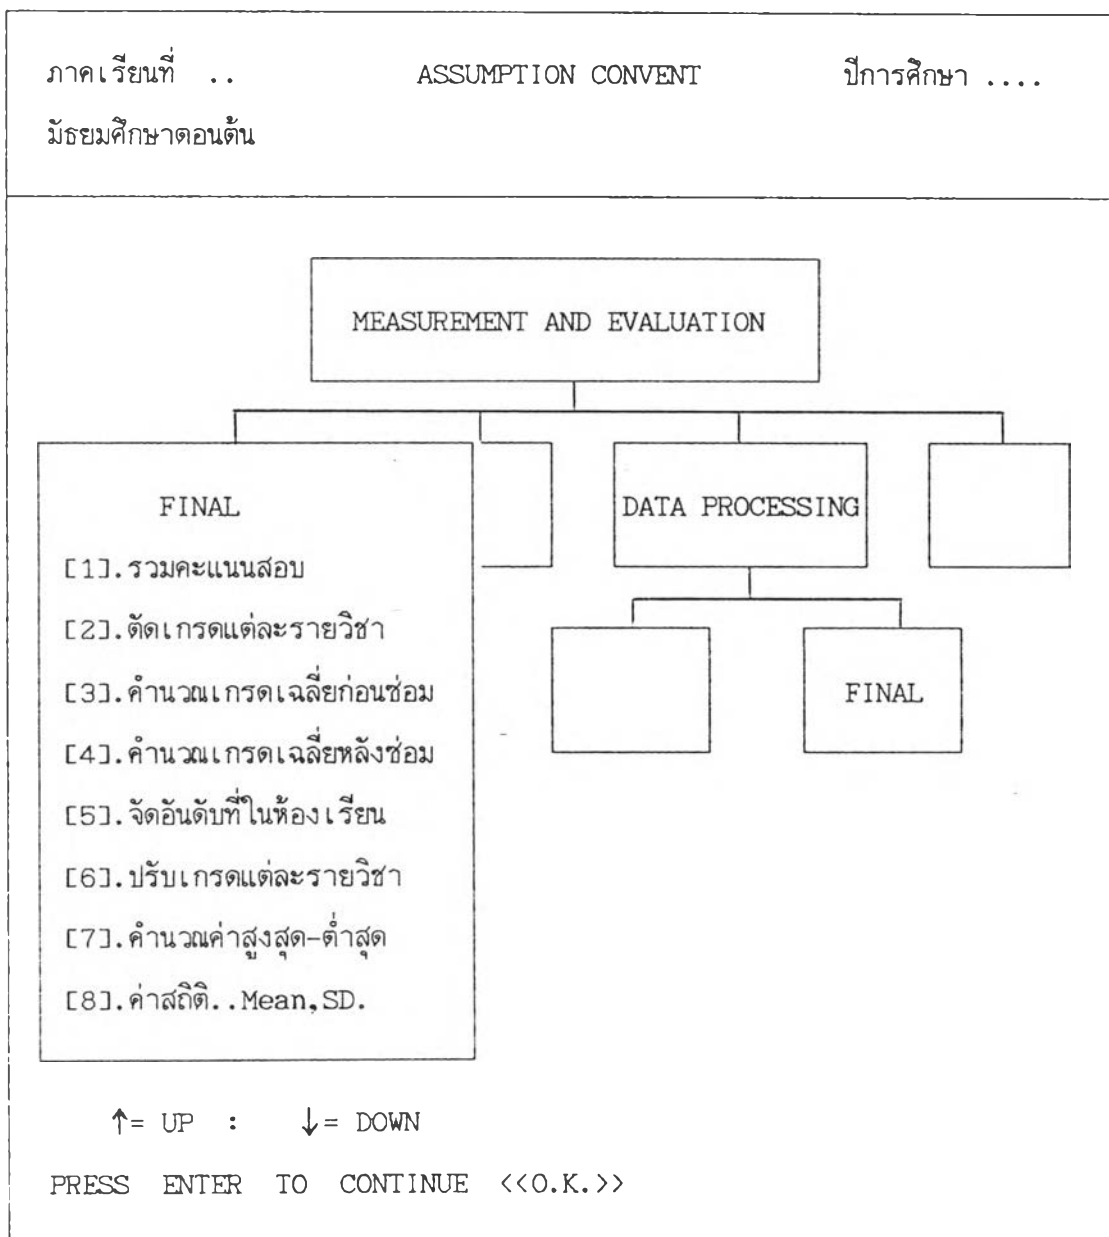 ภาคเรียนที่ .. ASSUMPTION CONVENT ปีการศึกษา ....
มัธยมศึกษาตอนต้น
MEASUREMENT AND EVALUATION
DATA PROCESSING
FINAL
FINAL
[1].รวมคะแนนสอบ
[2].ตัดเกรดแต่ละรายวิชา
[3].คำนวณเกรดเฉลี่ยก่อนซ่อม
[4].คำนวณเกรดเฉลี่ยหลังซ่อม
[5].จัดอันดับที่ในห้องเรียน
[6].ปรับเกรดแต่ละรายวิชา
[7].คำนวณค่าสูงสุด-ต่ำสุด
[8].ค่าสถิติ..Mean,SD.
↑= UP : ↓= DOWN
PRESS ENTER TO CONTINUE <<O.K.>>